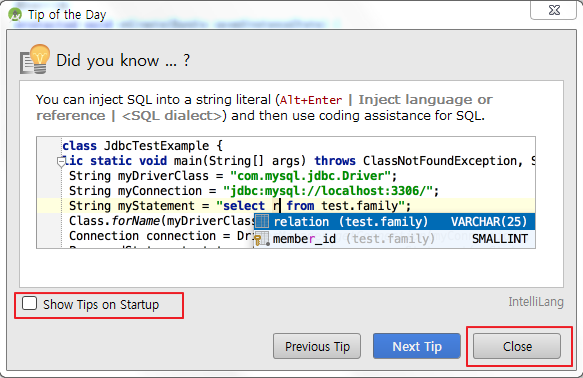 Tip of the Day
Did you know ... ?
You can inject SQL into a string literal (Alt+Enter | Inject language or
reference | <SQL dialect>) and then use coding assistance for SQL.
class JdbcTestExample {
lic static void main(String[] args) throws ClassNotFoundException, S
String myDriverClass = "com.mysql.jdbc.Driver";
String myConnection = "jdbc:mysql://localhost:3306/";
String myStatement = "select r from test.family";
Class.forName(myDriverClass
relation (test.family) VARCHAR(25)
Connection connection = Dri
member_id (test.family) SMALLINT
Show Tips on Startup
IntelliLang
Previous Tip
Next Tip
Close